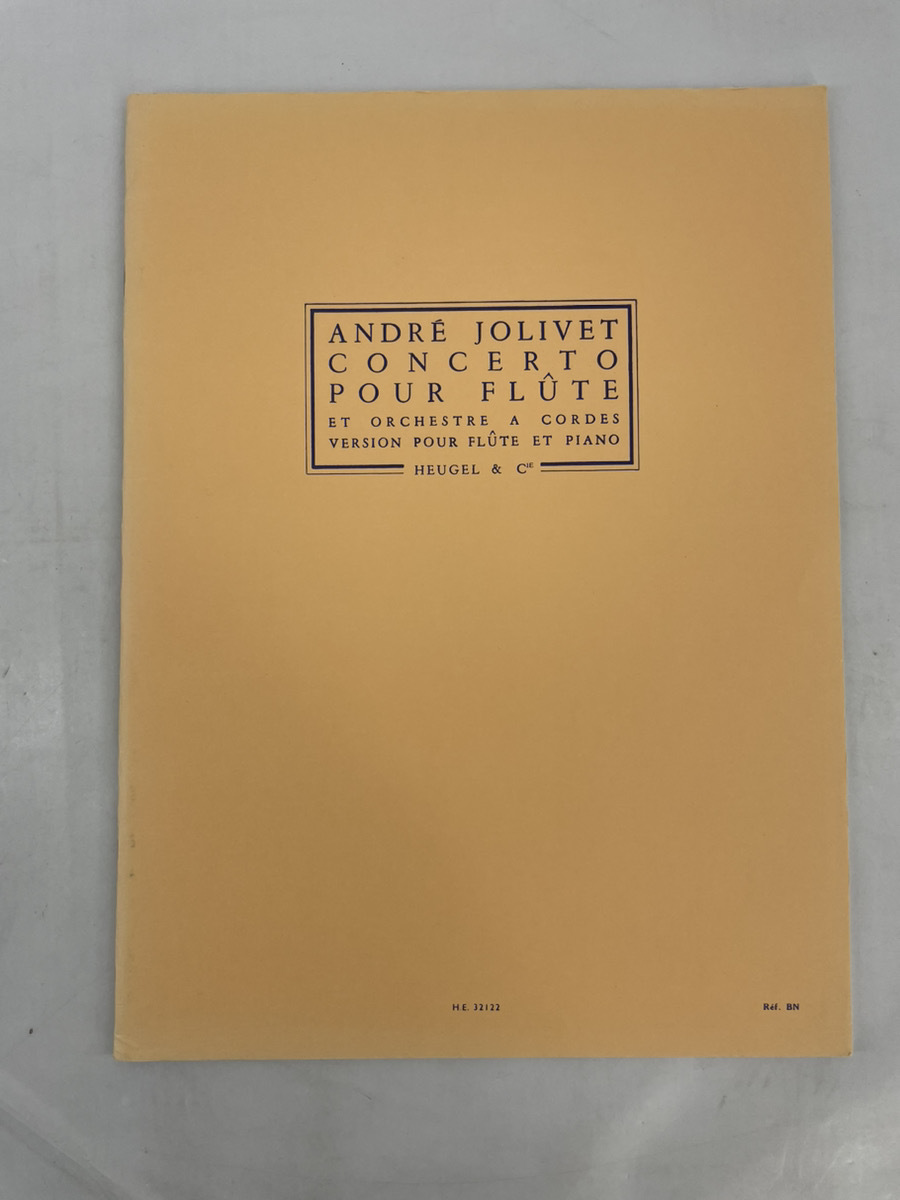 ANDRÉ JOLIVET
CONCERTO
POUR FLÛTE
ET ORCHESTRE A CORDES
VERSION POUR FLÛTE ET PIANO
HEUGEL & Cᴵᴱ
H.E. 32122
Réf. BN